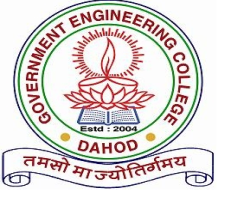 GOVERNMENT ENGINEERING COLLEGE
Estd : 2004
DAHOD
तमसो मा ज्योतिर्गमय